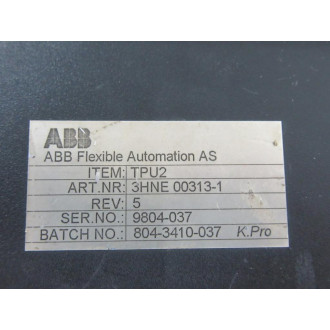 ABB
ABB Flexible Automation AS
ITEM: TPU2
ART.NR: 3HNE 00313-1
REV: 5
SER.NO.: 9804-037
BATCH NO.: 804-3410-037 K.Pro